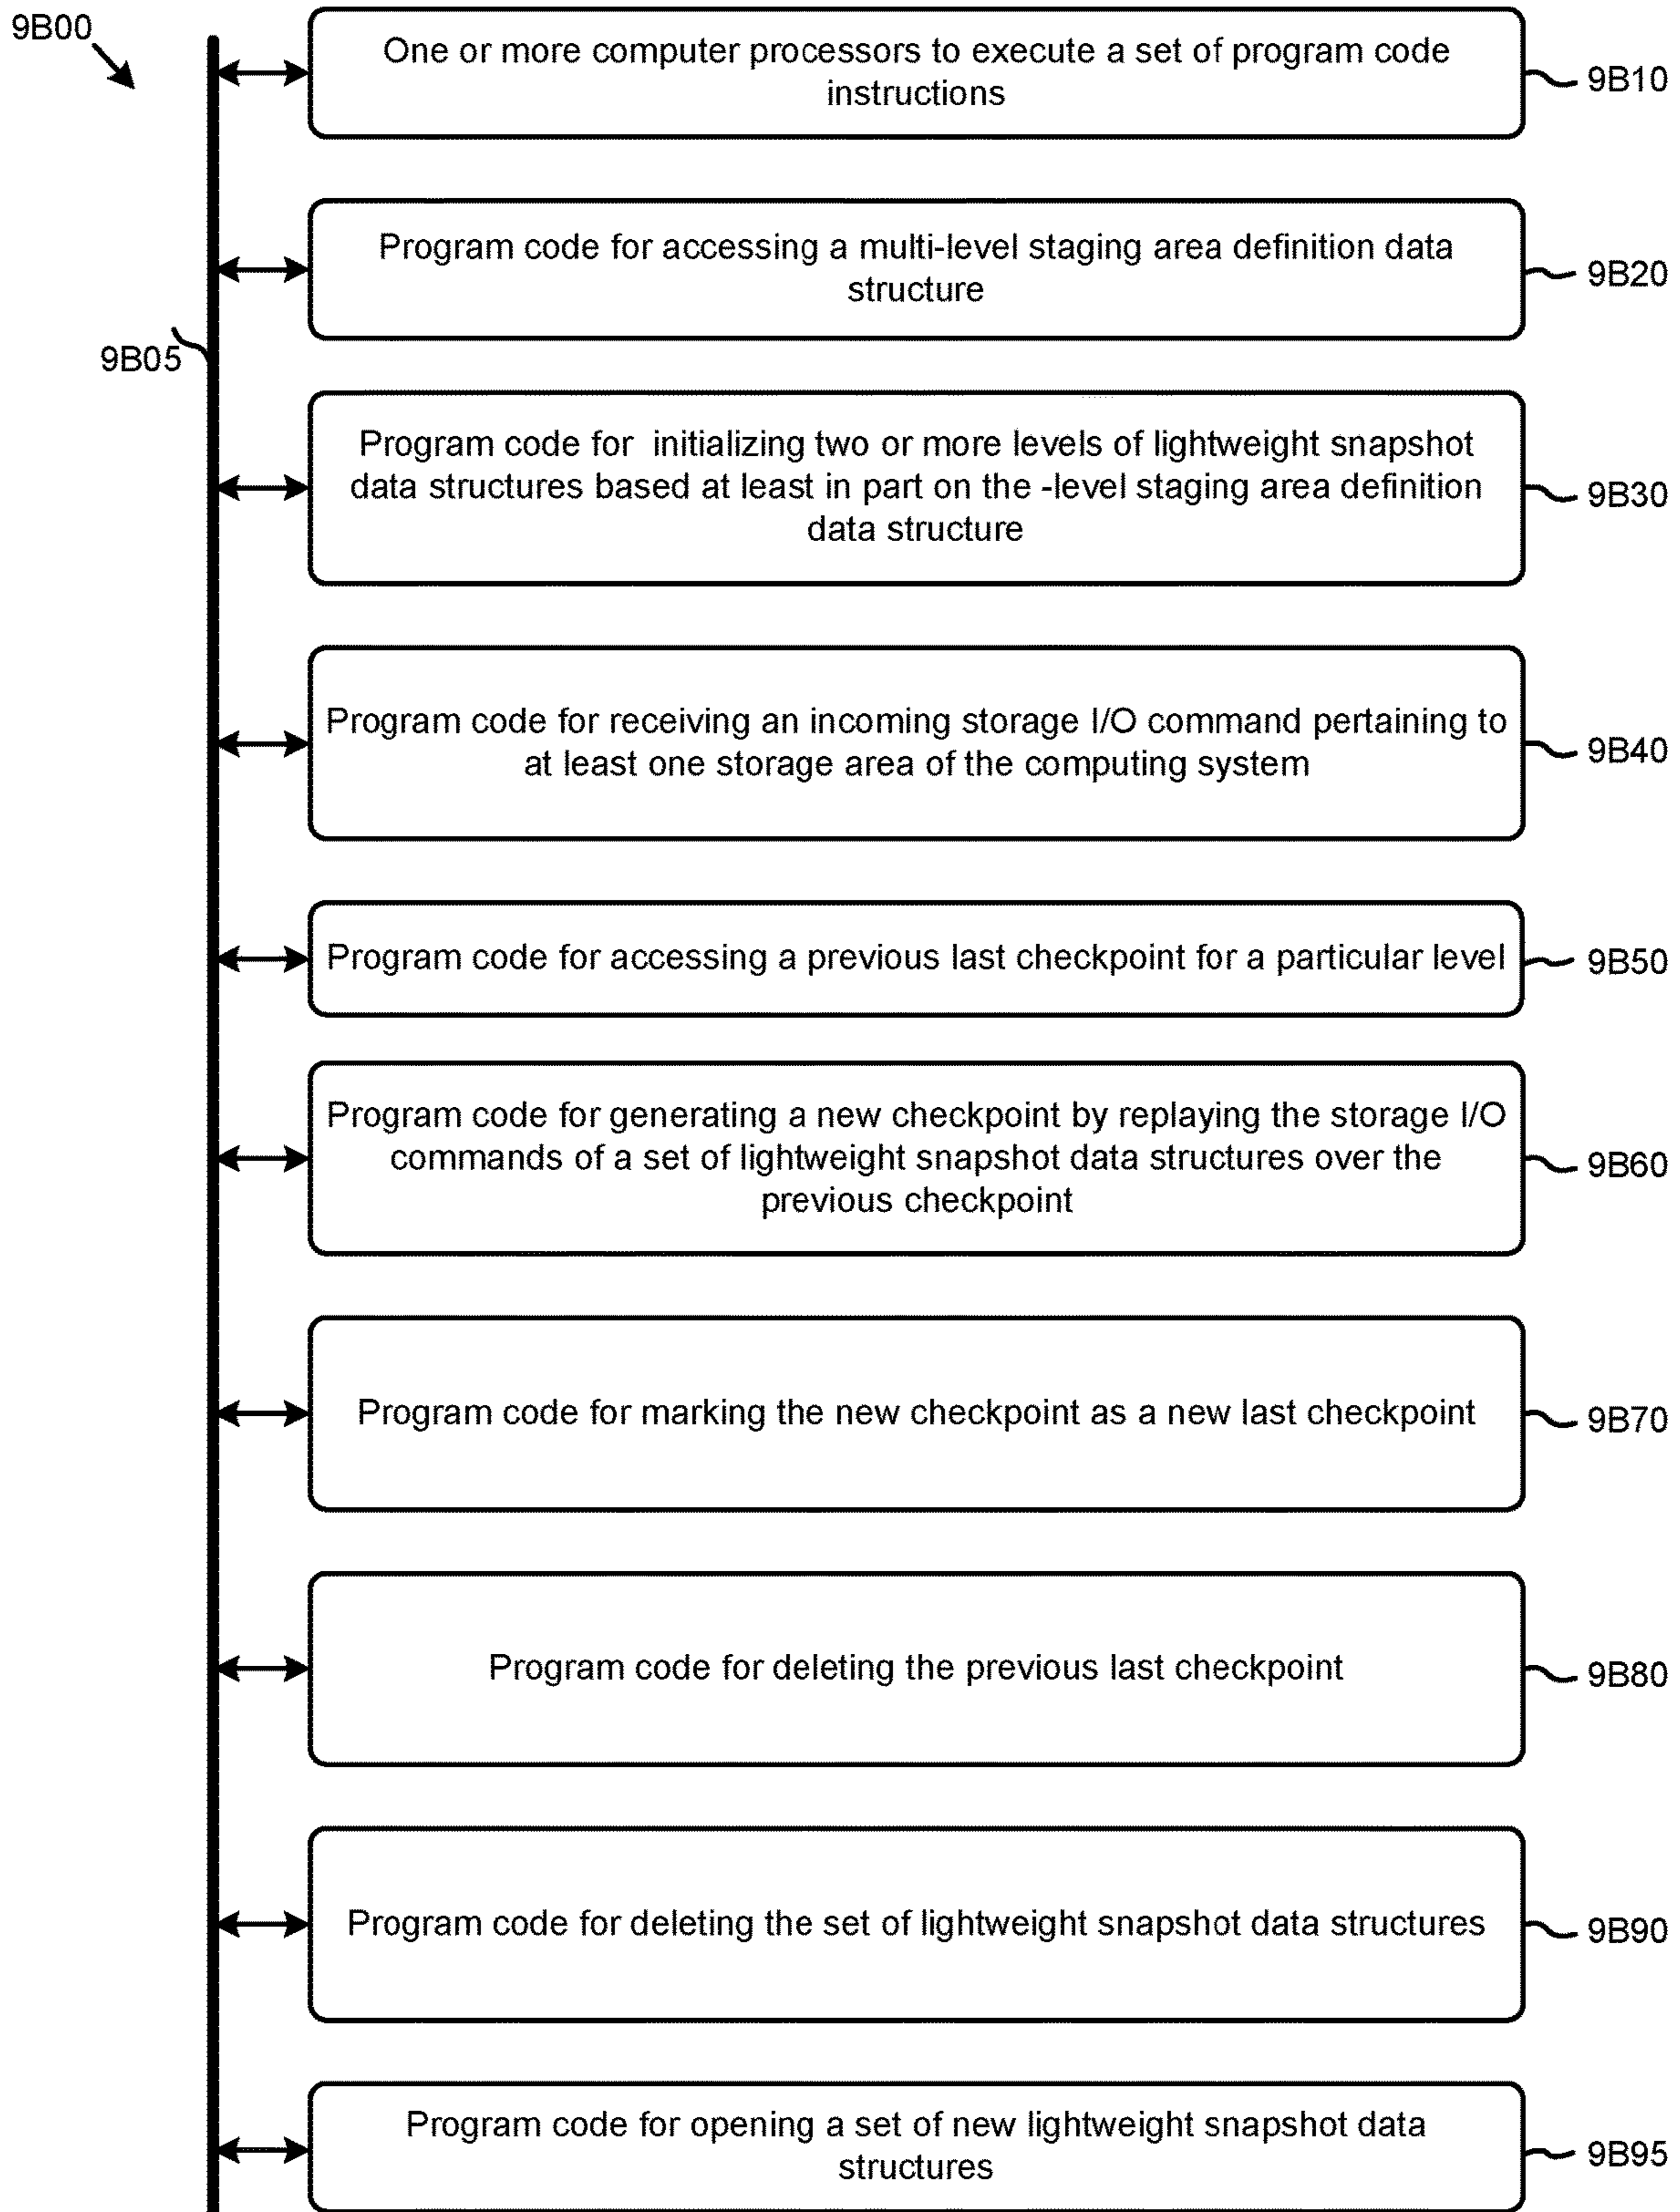 9B00
One or more computer processors to execute a set of program code
instructions
9B10
Program code for accessing a multi-level staging area definition data
structure
9B20
9B05
Program code for  initializing two or more levels of lightweight snapshot
data structures based at least in part on the -level staging area definition
data structure
9B30
Program code for receiving an incoming storage I/O command pertaining to
at least one storage area of the computing system
9B40
Program code for accessing a previous last checkpoint for a particular level
9B50
Program code for generating a new checkpoint by replaying the storage I/O
commands of a set of lightweight snapshot data structures over the
previous checkpoint
9B60
Program code for marking the new checkpoint as a new last checkpoint
9B70
Program code for deleting the previous last checkpoint
9B80
Program code for deleting the set of lightweight snapshot data structures
9B90
Program code for opening a set of new lightweight snapshot data
structures
9B95